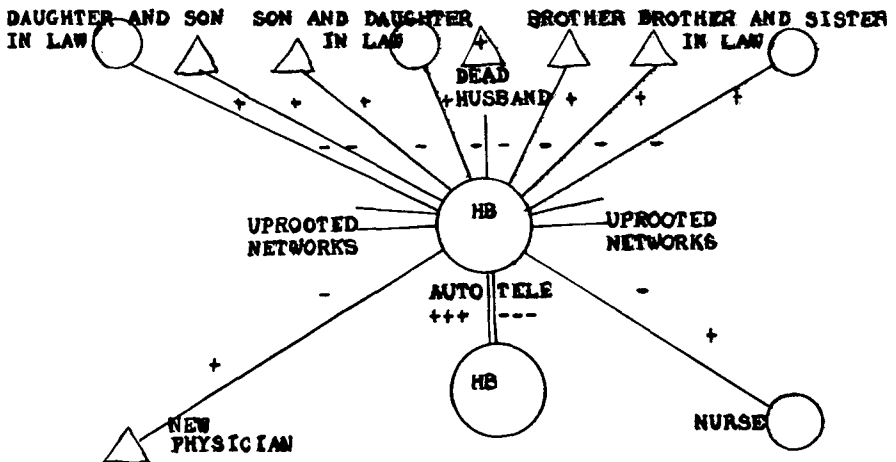 DAUGHTER AND SON SON AND DAUGHTER BROTHER BROTHER AND SISTER
IN LAW IN LAW IN LAW
+
DEAD
HUSBAND
+ + + + + + +
- - - - - - - -
HB
UPROOTED
NETWORKS
UPROOTED
NETWORKS
- -
AUTO TELE
+++ ---
+ +
HB
NEW
PHYSICIAN
NURSE